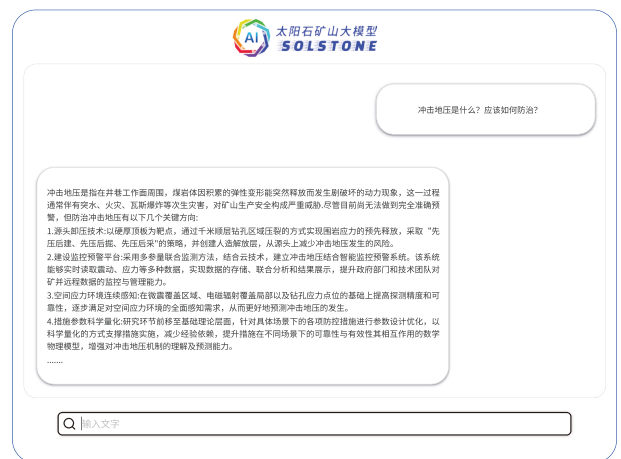 AI
太阳石矿山大模型
SOLSTONE
冲击地压是什么？应该如何防治？
冲击地压是指在井巷工作面周围，煤岩体因积累的弹性变形能突然释放而发生剧破坏的动力现象，这一过程
通常伴有突水、火灾、瓦斯爆炸等次生灾害，对矿山生产安全构成严重威胁.尽管目前尚无法做到完全准确预
警，但防治冲击地压有以下几个关键方向:
1.源头卸压技术:以硬厚顶板为靶点，通过千米顺层钻孔区域压裂的方式实现围岩应力的预先释放，采取“先
压后建、先压后掘、先压后采”的策略，并创建人造解放层，从源头上减少冲击地压发生的风险。
2.建设监控预警平台:采用多参量联合监测方法，结合云技术，建立冲击地压结合智能监控预警系统。该系统
能够实时读取震动、应力等多种数据，实现数据的存储、联合分析和结果展示，提升政府部门和技术团队对
矿井远程数据的监控与管理能力。
3.空间应力环境连续感知:在微震覆盖区域、电磁辐射覆盖局部以及钻孔应力点位的基础上提高探测精度和可
靠性，逐步满足对空间应力环境的全面感知需求，从而更好地预测冲击地压的发生。
4.措施参数科学量化:研究环节前移至基础理论层面，针对具体场景下的各项防控措施进行参数设计优化，以
科学量化的方式支撑措施实施，减少经验依赖，提升措施在不同场景下的可靠性与有效性其相互作用的数学
物理模型，增强对冲击地压机制的理解及预测能力。
.......
输入文字